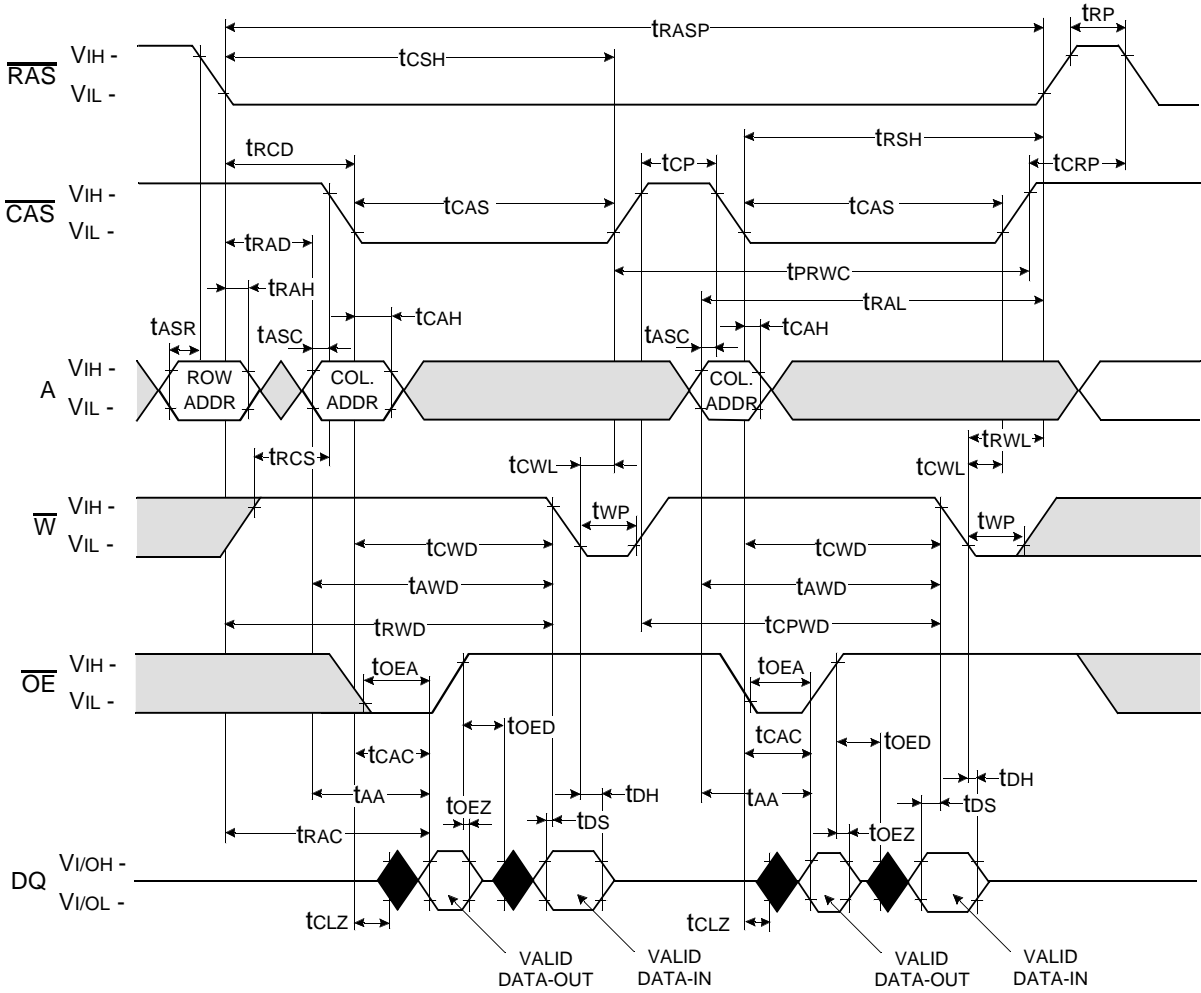 tRASP
tRP
tCSH
RAS
VIH -
VIL -
tRCD
tRSH
tCP
tCRP
CAS
VIH -
VIL -
tCAS
tCAS
tRAD
tPRWC
tRAH
tRAL
tCAH
tCAH
tASR
tASC
tASC
A
VIH -
VIL -
ROW
ADDR
COL.
ADDR
COL.
ADDR
tRWL
tRCS
tCWL
tCWL
W
VIH -
VIL -
tWP
tWP
tCWD
tCWD
tAWD
tAWD
tRWD
tCPWD
OE
VIH -
VIL -
tOEA
tOEA
tOED
tOED
tCAC
tCAC
tDH
tDH
tAA
tAA
tOEZ
tDS
tDS
tOEZ
tRAC
DQ
VI/OH -
VI/OL -
tCLZ
tCLZ
VALID
DATA-OUT
VALID
DATA-IN
VALID
DATA-OUT
VALID
DATA-IN